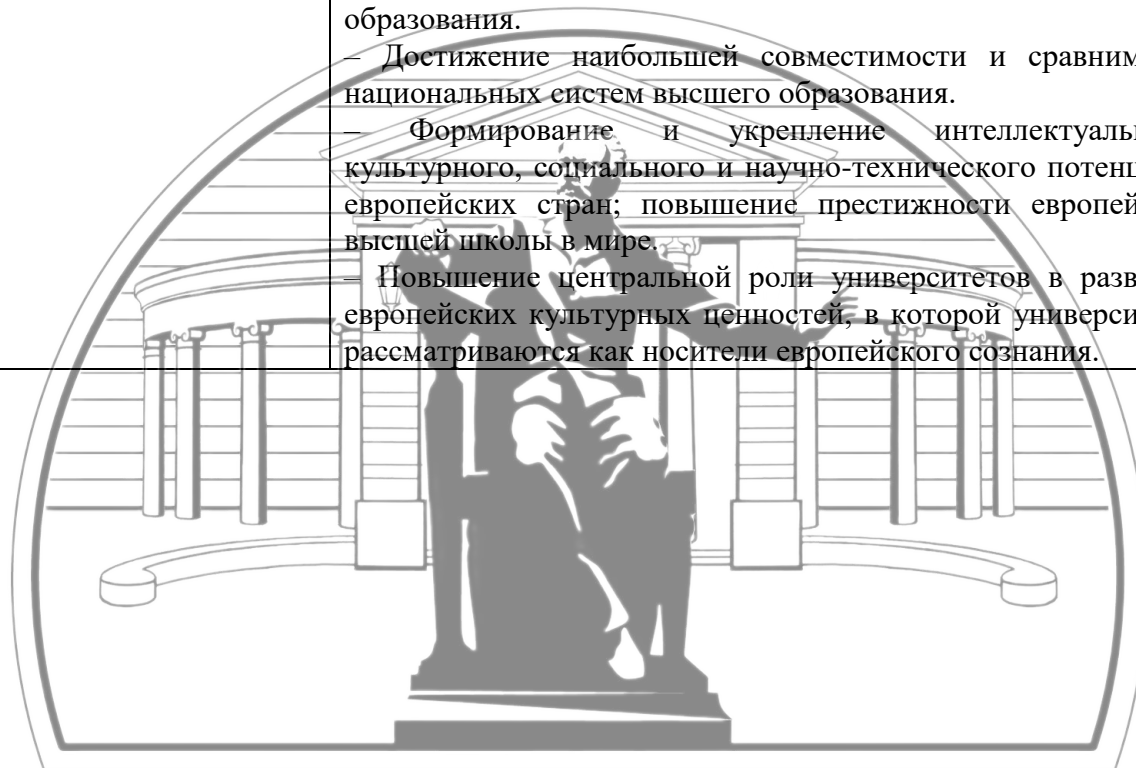 образования.
– Достижение наибольшей совместимости и сравним
национальных систем высшего образования.
– Формирование и укрепление интеллектуаль
культурного, социального и научно-технического потенц
европейских стран; повышение престижности европей
высшей школы в мире.
– Повышение центральной роли университетов в разв
европейских культурных ценностей, в которой универси
рассматриваются как носители европейского сознания.